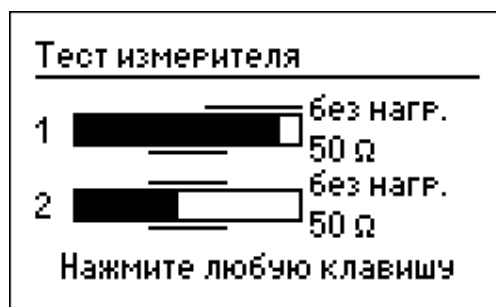 Тест измерителя
без нагр.
1
50 Ω
без нагр.
2
50 Ω
Нажмите любую клавишу